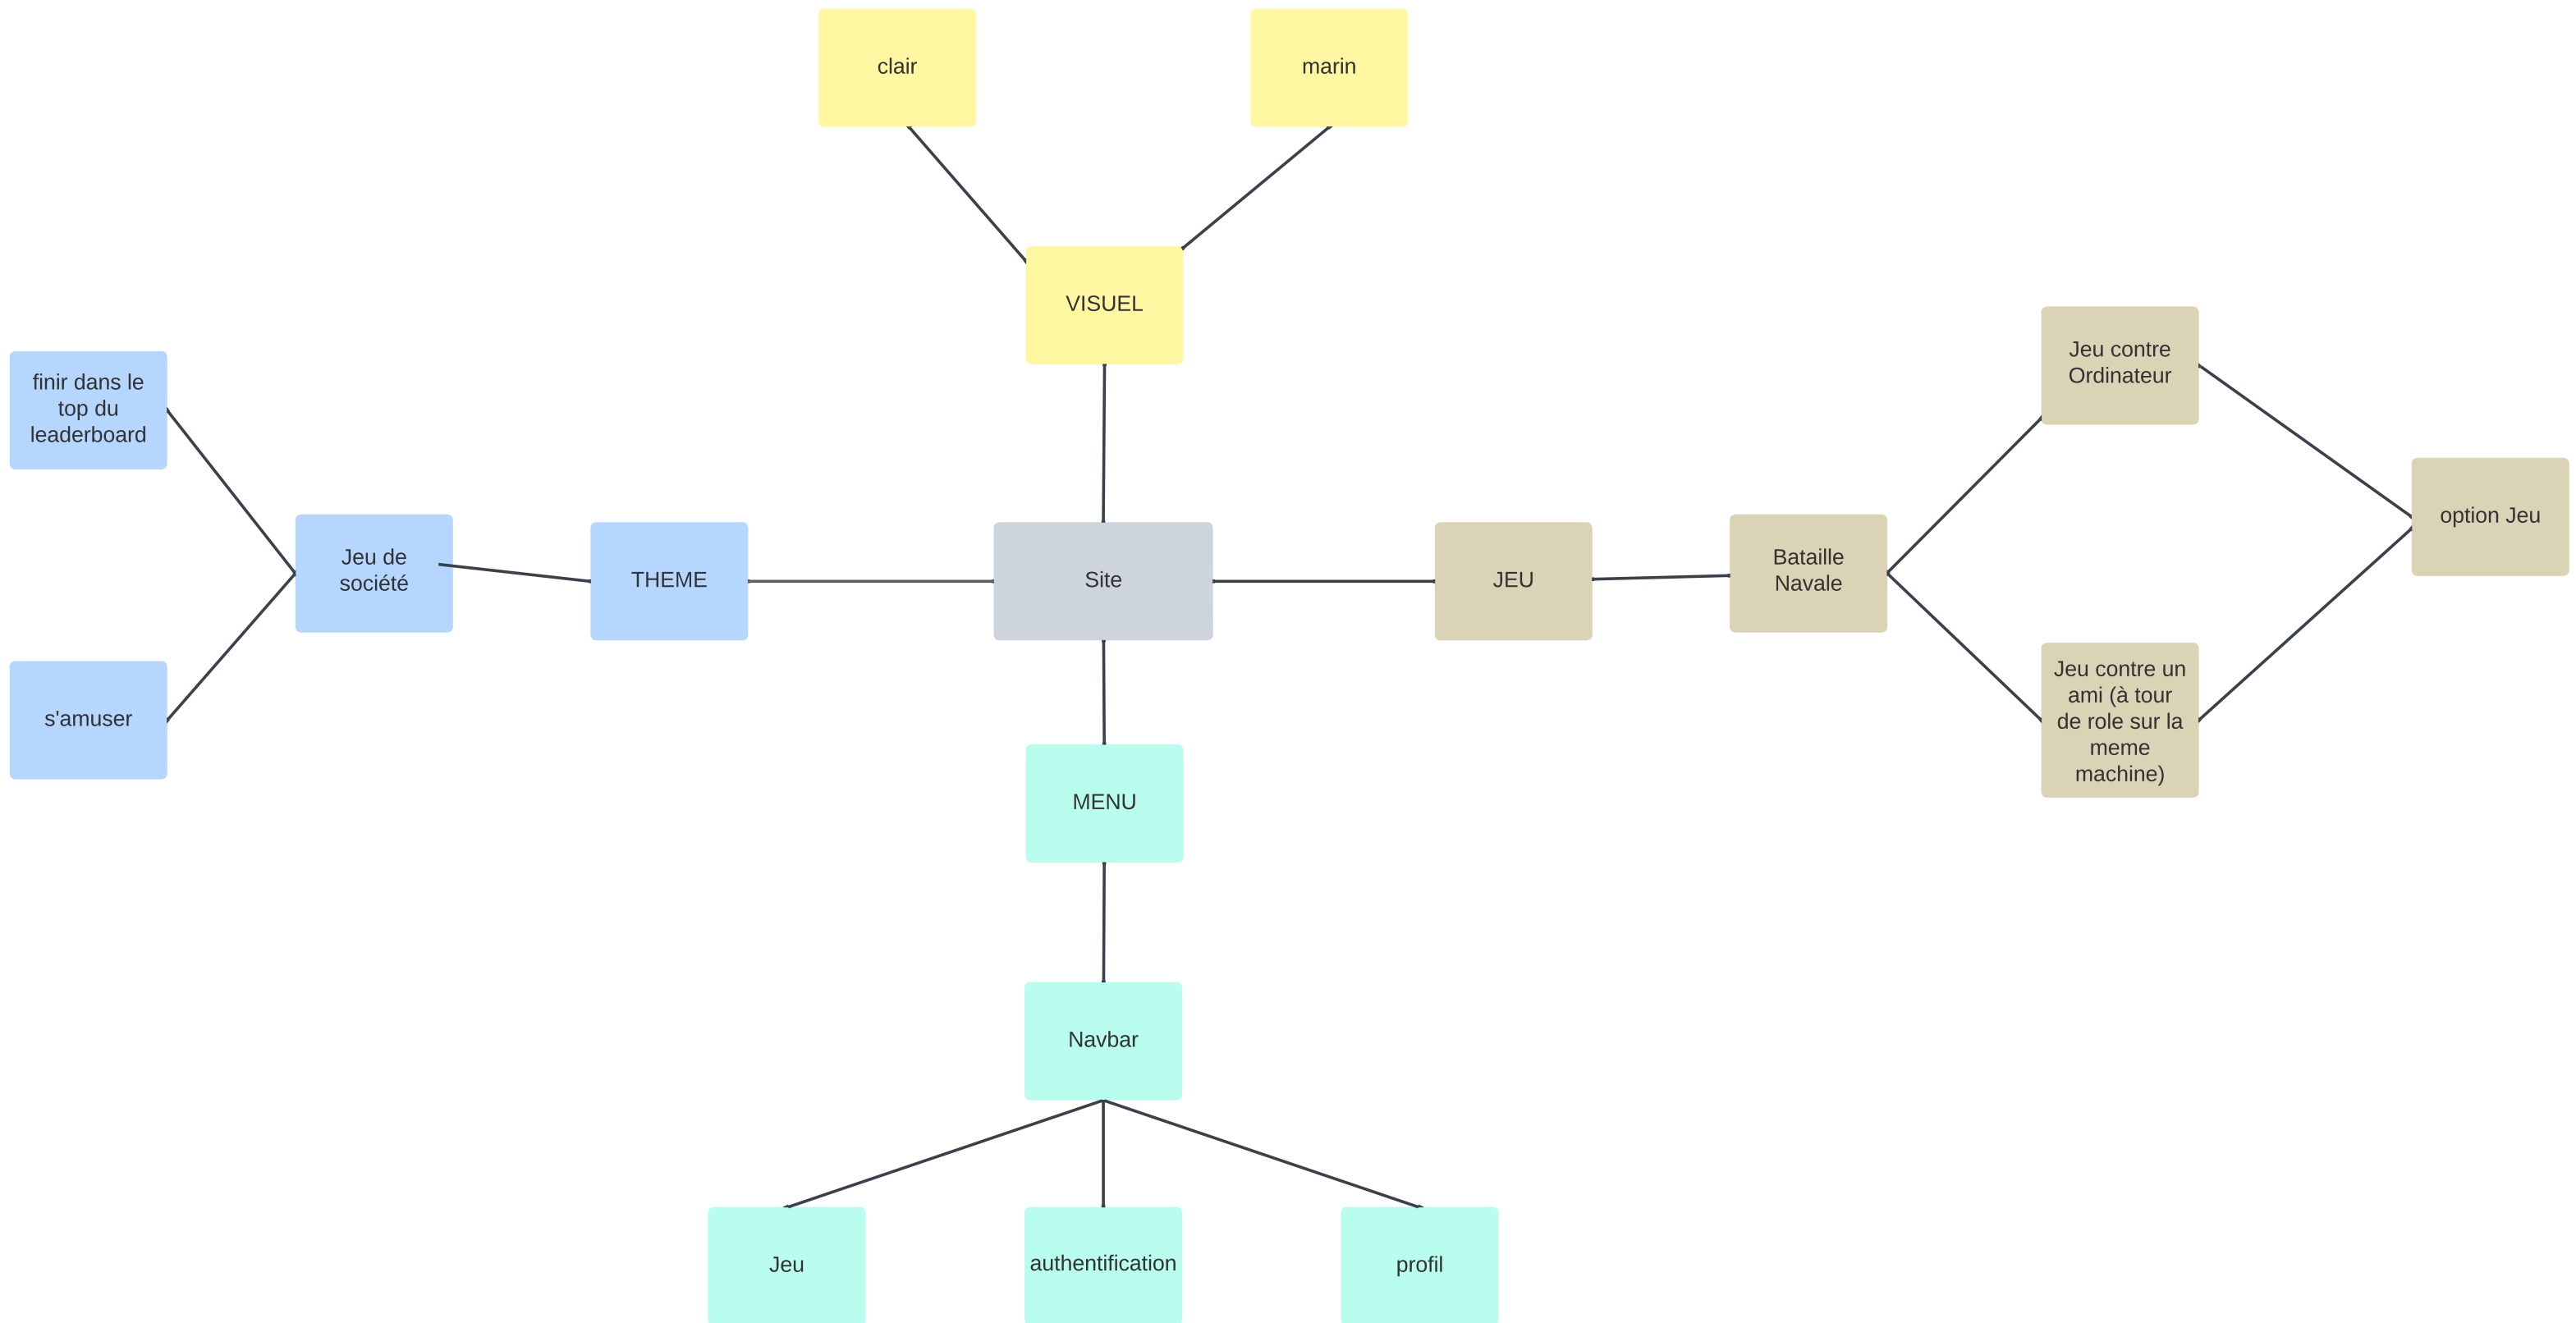 clair
marin
VISUEL
finir dans le
top du
leaderboard
Jeu contre
Ordinateur
option Jeu
Jeu de
société
THEME
Site
JEU
Bataille
Navale
s'amuser
Jeu contre un
ami (à tour
de role sur la
meme
machine)
MENU
Navbar
Jeu
authentification
profil